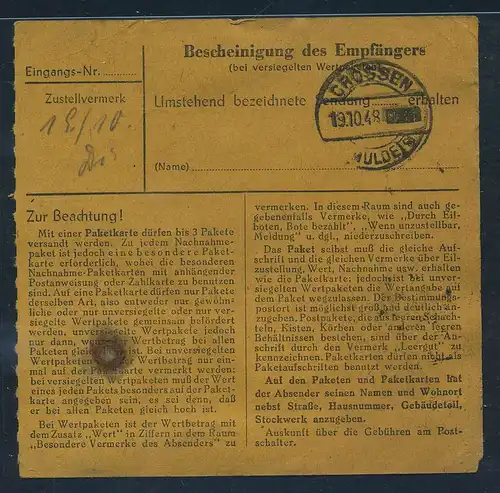 Bescheinigung des Empfängers
(bei versiegelten
Eingangs-Nr.
Zustellvermerk
Umstehend bezeichnete erhalten
CROSSEN
19.10.48
(MULDE)
(Name)
Zur Beachtung!
Mit einer Paketkarte dürfen bis 3 Pakete
versandt werden. Zu jedem Nachnahme-
paket ist jedoch eine besondere Paket-
karte erforderlich, wobei die besonderen
Nachnahme-Paketkarten mit anhängender
Postanweisung oder Zahlkarte zu benutzen
sind. Auf eine Paketkarte dürfen nur Pakete
derselben Art, also entweder nur gewöhn-
liche oder nur unversiegelte oder nur ver-
siegelte Wertpakete gemeinsam befördert
werden, unversiegelte Wertpakete jedoch
nur dann, wenn der Wertbetrag bei allen
Paketen gleich ist. Bei unversiegelten
Wertpaketen der Wertbetrag nur ein-
mal auf der Paketkarte vermerkt werden;
bei versiegelten Wertpaketen muß der Wert
eines jeden Pakets besonders auf der Paket-
karte angegeben sein, es sei denn, daß
er bei allen Paketen gleich hoch ist.
Bei Wertpaketen ist der Wertbetrag mit
dem Zusatz „Wert" in Ziffern in dem Raum
"Besondere Vermerke des Absenders" zu
vermerken. In diesem Raum sind auch ge-
gebenenfalls Vermerke, wie „Durch Eil-
boten, Bote bezahlt", „Wenn unzustellbar,
Meldung" u. dgl., niederzuschreiben.
Das Paket selbst muß die gleiche Auf-
schrift und die gleichen Vermerke über Eil-
zustellung, Wert, Nachnahme usw. erhalten
wie die Paketkarte; jedoch ist bei unver-
siegelten Wertpaketen die Wertangabe auf
dem Paket wegzulassen. Der Bestimmungs-
postort ist möglichst groß und deutlich an-
zugeben. Postpakete, die aus leeren Schach-
teln, Kisten, Körben oder anderen leeren
Behältnissen bestehen, sind über der An-
schrift durch den Vermerk „Leergut" zu
kennzeichnen. Paketkarten dürfen nicht als
Paketaufschriften benutzt werden.
Auf den Paketen und Paketkarten hat
der Absender seinen Namen und Wohnort
nebst Straße, Hausnummer, Gebäudeteil,
Stockwerk anzugeben.
Auskunft über die Gebühren am Post-
schalter.